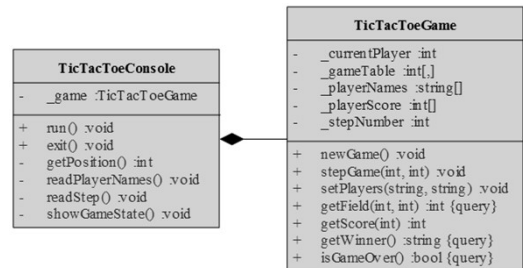 TicTacToeConsole
- _game :TicTacToeGame
+ run() :void
+ exit() :void
- getPosition() :int
- readPlayerNames() :void
- readStep() :void
- showGameState() :void
TicTacToeGame
- _currentPlayer :int
- _gameTable :int[,]
- _playerNames :string[]
- _playerScore :int[]
- _stepNumber :int
+ newGame() :void
+ stepGame(int, int) :void
+ setPlayers(string, string) :void
+ getField(int, int) :int {query}
+ getScore(int) :int
+ getWinner() :string {query}
+ isGameOver() :bool {query}